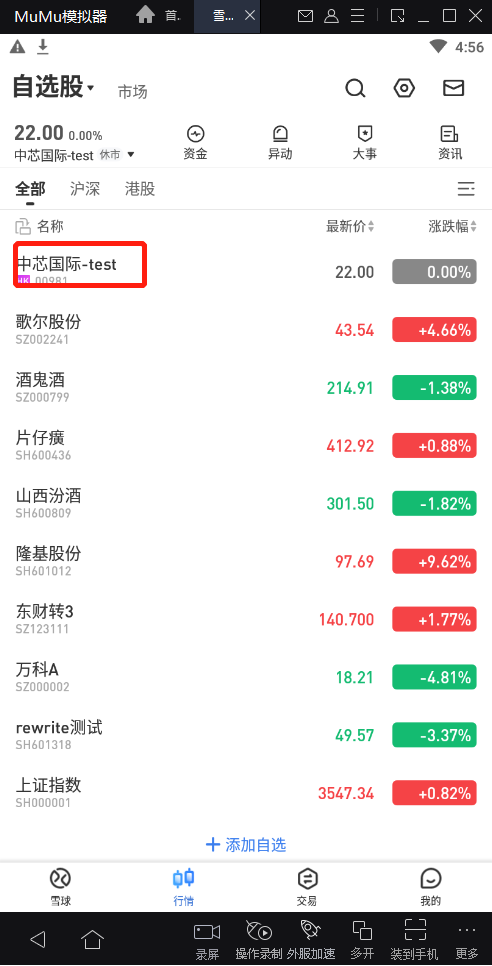 MuMu模拟器 首. 雪...
4:56
自选股 市场
22.00 0.00%
中芯国际-test 休市
资金 异动 大事 资讯
全部 沪深 港股
名称 最新价 涨跌幅
中芯国际-test 22.00 0.00%
HK 00981
歌尔股份 43.54 +4.66%
SZ002241
酒鬼酒 214.91 -1.38%
SZ000799
片仔癀 412.92 +0.88%
SH600436
山西汾酒 301.50 -1.82%
SH600809
隆基股份 97.69 +9.62%
SH601012
东财转3 140.700 +1.77%
SZ123111
万科A 18.21 -4.81%
SZ000002
rewrite测试 49.57 -3.37%
SH601318
上证指数 3547.34 +0.82%
SH000001
+ 添加自选
雪球 行情 交易 我的
录屏 操作录制 外服加速 多开 装到手机 更多